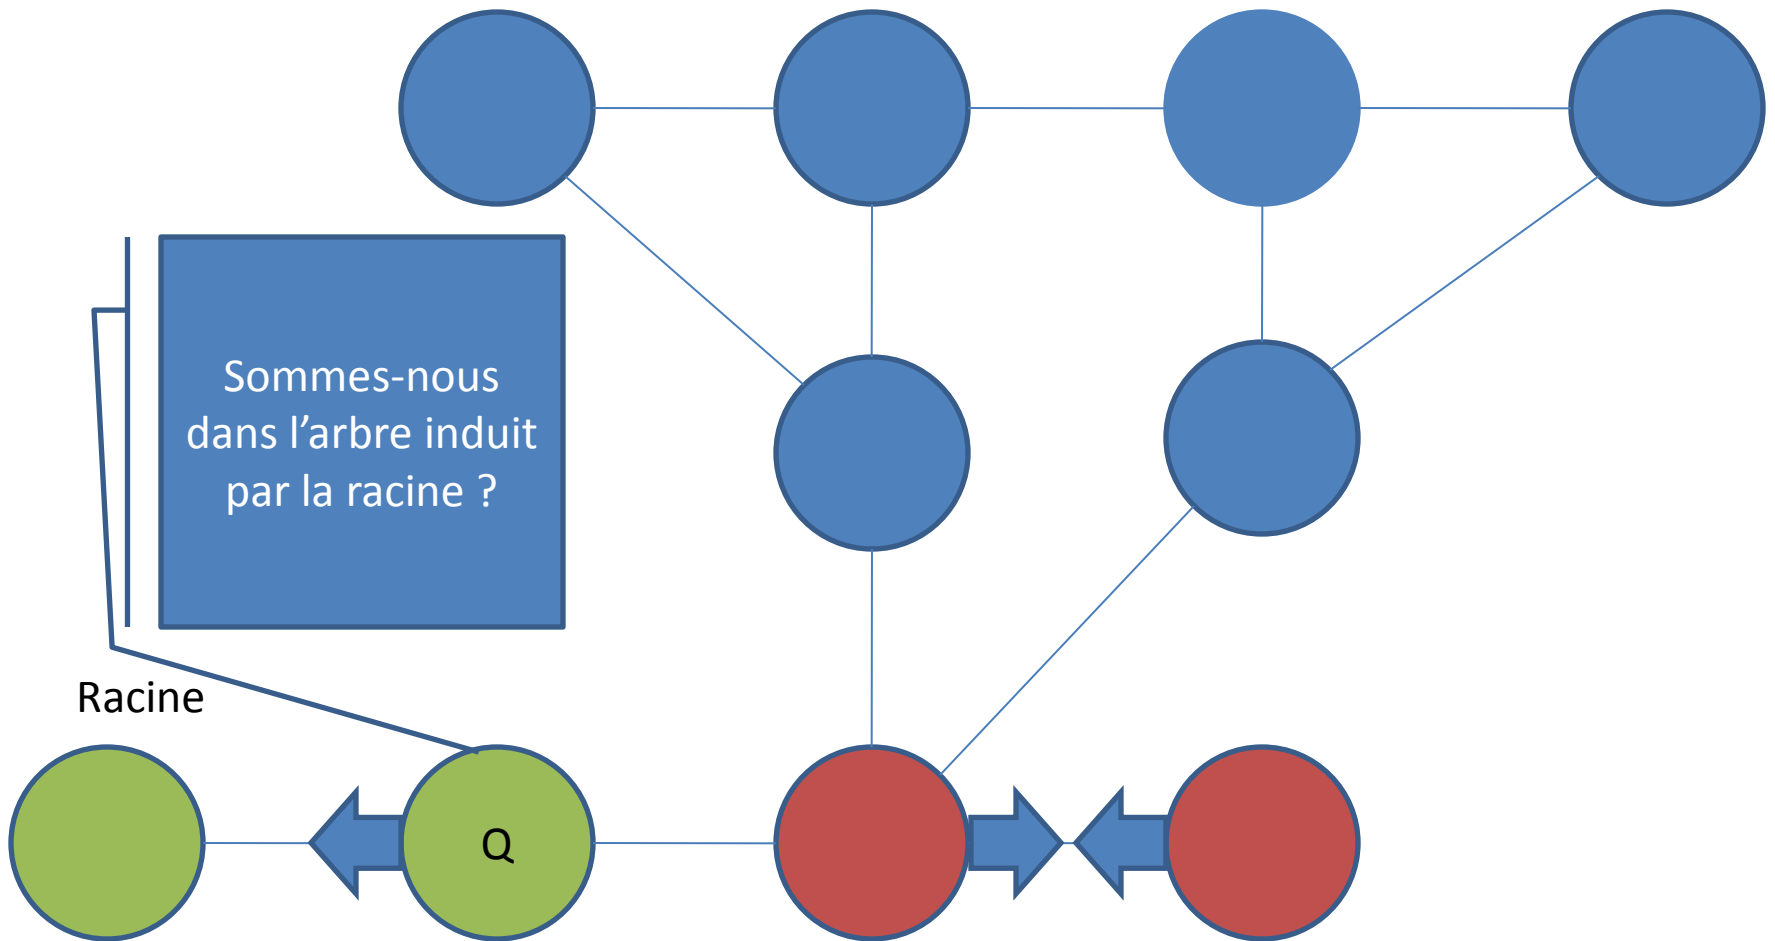 Sommes-nous
dans l’arbre induit
par la racine ?
Racine
Q